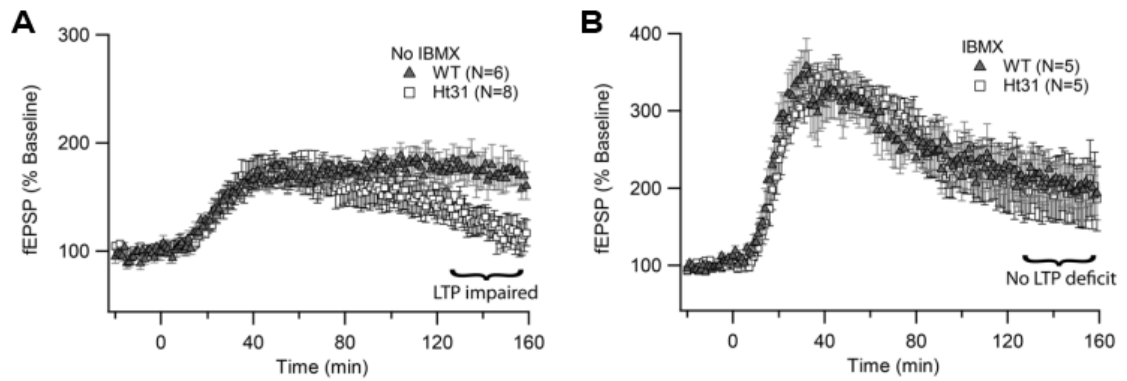 A
300
200
100
fEPSP (% Baseline)
No IBMX
WT (N=6)
Ht31 (N=8)
LTP impaired
0
40
80
120
160
Time (min)
B
400
300
200
100
fEPSP (% Baseline)
IBMX
WT (N=5)
Ht31 (N=5)
No LTP deficit
0
40
80
120
160
Time (min)